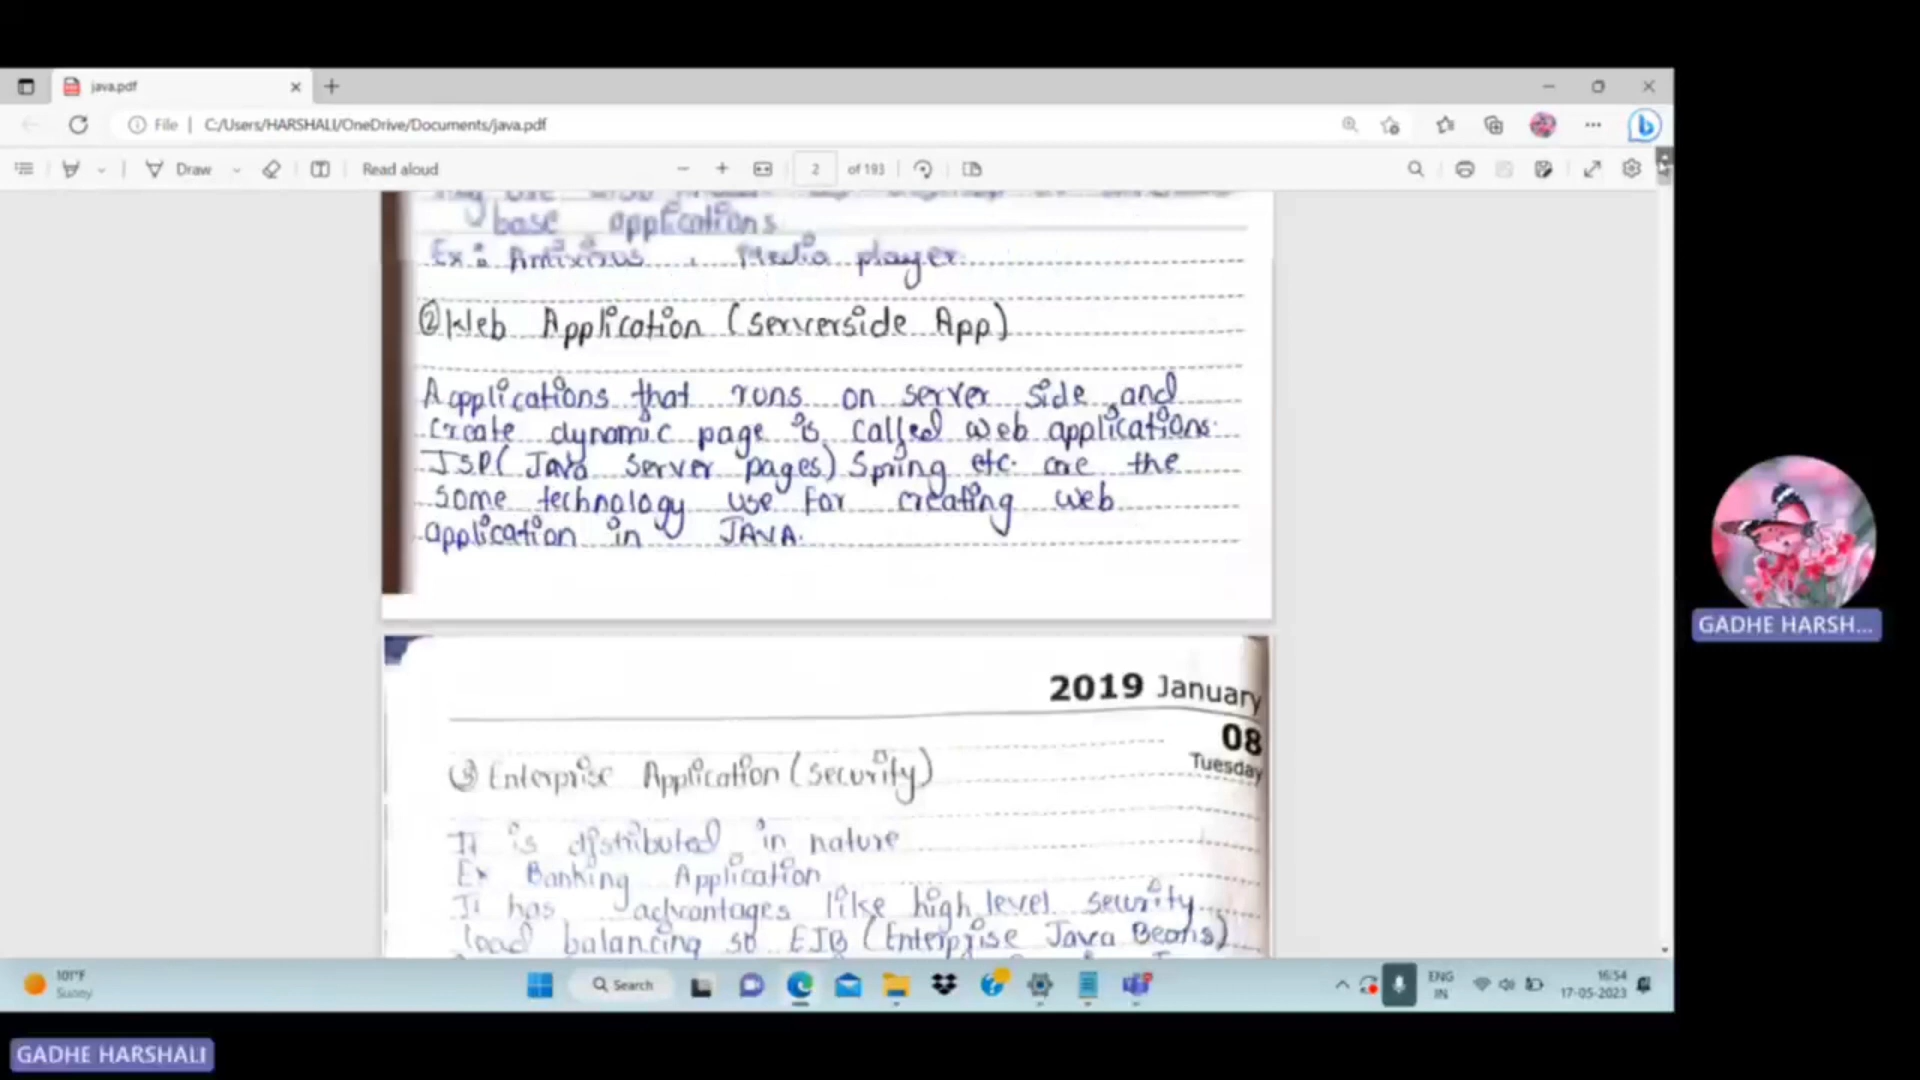 java.pdf
File | C:/Users/HARSHALI/OneDrive/Documents/java.pdf
Draw Read aloud 2 of 193
base applications
Ex : Antivirus , Media player.
② Web Application (serverside App)
Applications that runs on server side and
create dynamic page is called web applications.
JSP( Java server pages) Spring etc. are the
some technology use for creating web
application in JAVA.
2019 January
08
Tuesday
③ Enterprise Application (security)
It is distributed in nature
Ex Banking Application
It has advantages like high level security
load balancing so EJB (Enterprise Java Beans)
GADHE HARSH...
101°F
Sunny
Search
ENG
IN
16:54
17-05-2023
GADHE HARSHALI